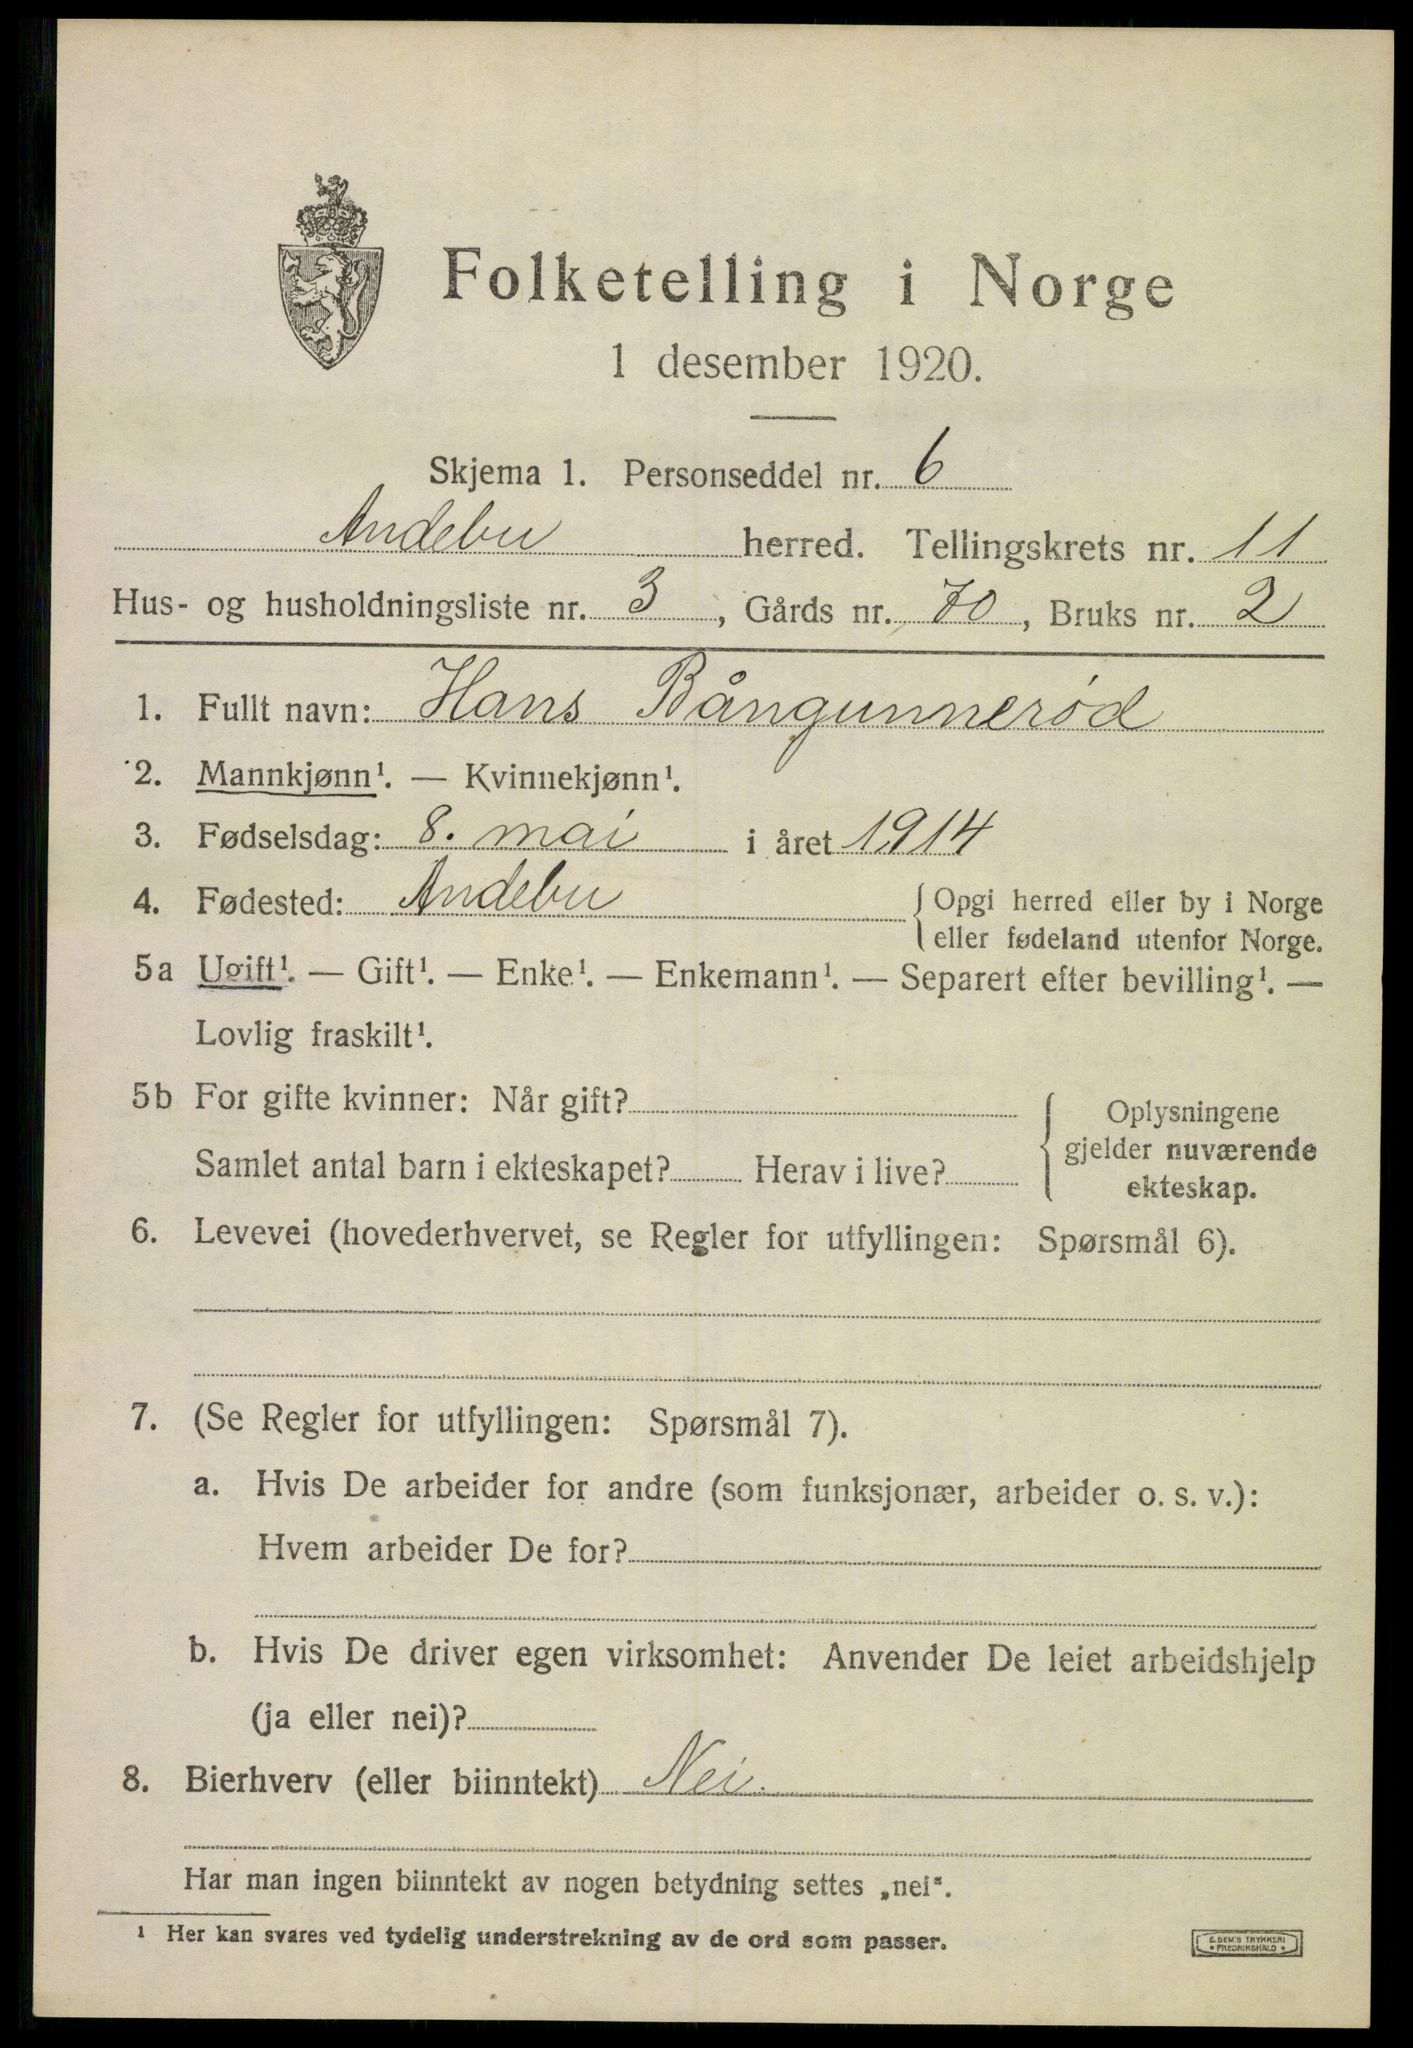 Folketelling i Norge
1 desember 1920.
Skjema 1. Personseddel nr. 6
Andebu herred. Tellingskrets nr. 11
Hus- og husholdningsliste nr. 3, Gårds nr. 70, Bruks nr. 2
1. Fullt navn: Hans Bångunnerød
2. Mannkjønn¹. — Kvinnekjønn¹.
3. Fødselsdag: 8. mai i året 1914
4. Fødested: Andebu { Opgi herred eller by i Norge
eller fødeland utenfor Norge.
5a Ugift¹. — Gift¹. — Enke¹. — Enkemann¹. — Separert efter bevilling¹. —
Lovlig fraskilt¹.
5b For gifte kvinner: Når gift?
Samlet antal barn i ekteskapet? Herav i live?
{ Oplysningene
gjelder nuværende
ekteskap.
6. Levevei (hovederhvervet, se Regler for utfyllingen: Spørsmål 6).
7. (Se Regler for utfyllingen: Spørsmål 7).
a. Hvis De arbeider for andre (som funksjonær, arbeider o. s. v.):
Hvem arbeider De for?
b. Hvis De driver egen virksomhet: Anvender De leiet arbeidshjelp
(ja eller nei)?
8. Bierhverv (eller biinntekt) Nei.
Har man ingen biinntekt av nogen betydning settes „nei“.
¹ Her kan svares ved tydelig understrekning av de ord som passer.
E. SEM'S TRYKKERI
• FREDRIKSHALD •